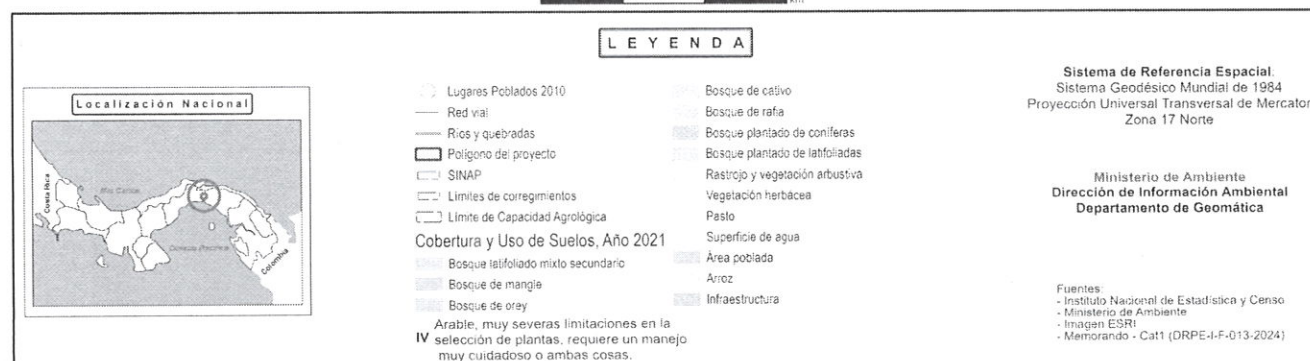 km
LEYENDA
Localización Nacional
Costa Rica
Mar Caribe
Colombia
Lugares Poblados 2010
Red vial
Ríos y quebradas
Polígono del proyecto
SINAP
Límites de corregimientos
Límite de Capacidad Agrológica
Cobertura y Uso de Suelos, Año 2021
Bosque latifoliado mixto secundario
Bosque de mangle
Bosque de orey
IV Arable, muy severas limitaciones en la
selección de plantas, requiere un manejo
muy cuidadoso o ambas cosas.
Bosque de cativo
Bosque de rafia
Bosque plantado de coníferas
Bosque plantado de latifoliadas
Rastrojo y vegetación arbustiva
Vegetación herbácea
Pasto
Superficie de agua
Área poblada
Arroz
Infraestructura
Sistema de Referencia Espacial:
Sistema Geodésico Mundial de 1984
Proyección Universal Transversal de Mercator
Zona 17 Norte
Ministerio de Ambiente
Dirección de Información Ambiental
Departamento de Geomática
Fuentes:
- Instituto Nacional de Estadística y Censo
- Ministerio de Ambiente
- Imagen ESRI
- Memorando - Cat1 (DRPE-I-F-013-2024)